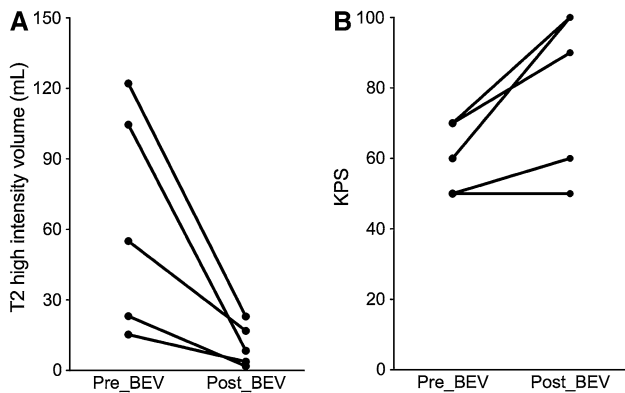 A
T2 high intensity volume (mL)
150
120
90
60
30
0
Pre_BEV
Post_BEV
B
KPS
100
80
60
40
20
0
Pre_BEV
Post_BEV